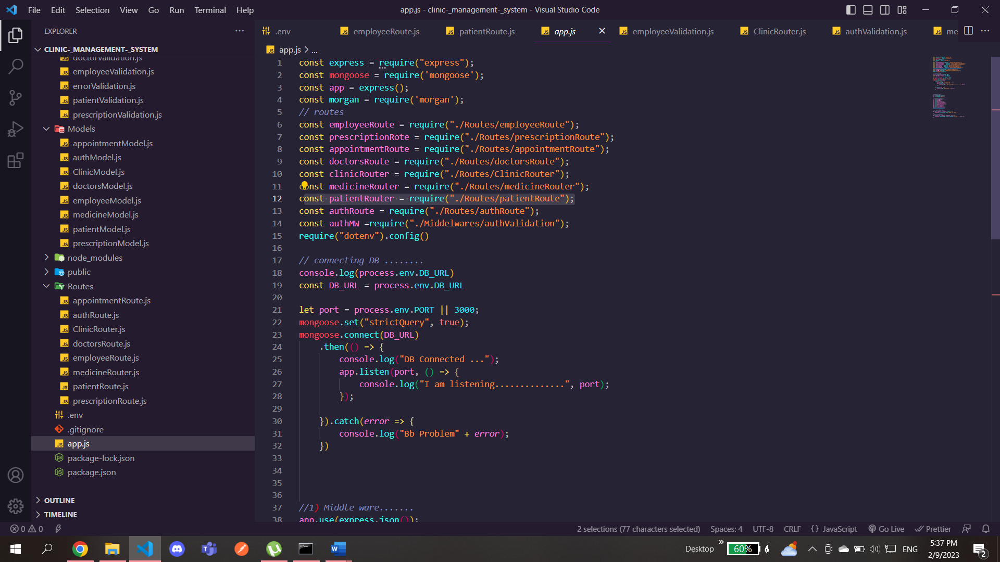 File Edit Selection View Go Run Terminal Help
app.js - clinic-_management-_system - Visual Studio Code
EXPLORER
CLINIC-_MANAGEMENT-_SYSTEM
doctorValidation.js
employeeValidation.js
errorValidation.js
patientValidation.js
prescriptionValidation.js
Models
appointmentModel.js
authModel.js
ClinicModel.js
doctorsModel.js
employeeModel.js
medicineModel.js
patientModel.js
prescriptionModel.js
node_modules
public
Routes
appointmentRoute.js
authRoute.js
ClinicRouter.js
doctorsRoute.js
employeeRoute.js
medicineRouter.js
patientRoute.js
prescriptionRoute.js
.env
.gitignore
app.js
package-lock.json
package.json
OUTLINE
TIMELINE
.env employeeRoute.js patientRoute.js app.js employeeValidation.js ClinicRouter.js authValidation.js me
app.js > ...
1 const express = require("express");
2 const mongoose = require('mongoose');
3 const app = express();
4 const morgan = require('morgan');
5 // routes
6 const employeeRoute = require("./Routes/employeeRoute");
7 const prescriptionRote = require("./Routes/prescriptionRoute");
8 const appointmentRoute = require("./Routes/appointmentRoute");
9 const doctorsRoute = require("./Routes/doctorsRoute");
10 const clinicRouter = require("./Routes/ClinicRouter");
11 const medicineRouter = require("./Routes/medicineRouter");
12 const patientRouter = require("./Routes/patientRoute");
13 const authRoute = require("./Routes/authRoute");
14 const authMW =require("./Middelwares/authValidation");
15 require("dotenv").config()
16
17 // connecting DB ........
18 console.log(process.env.DB_URL)
19 const DB_URL = process.env.DB_URL
20
21 let port = process.env.PORT || 3000;
22 mongoose.set("strictQuery", true);
23 mongoose.connect(DB_URL)
24 .then(() => {
25 console.log("DB Connected ...");
26 app.listen(port, () => {
27 console.log("I am listening..............", port);
28 });
29
30 }).catch(error => {
31 console.log("Bb Problem" + error);
32 })
33
34
35
36
37 //1) Middle ware.......
38 app.use(express.json());
0 0
2 selections (77 characters selected) Spaces: 4 UTF-8 CRLF {} JavaScript Go Live Prettier
Desktop 60% ENG 5:37 PM
2/9/2023
2